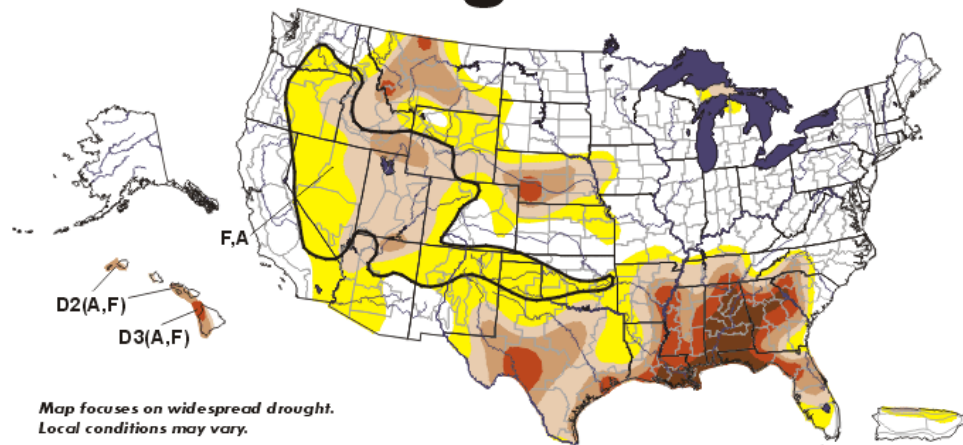 F,A
D2(A,F)
D3(A,F)
Map focuses on widespread drought.
Local conditions may vary.